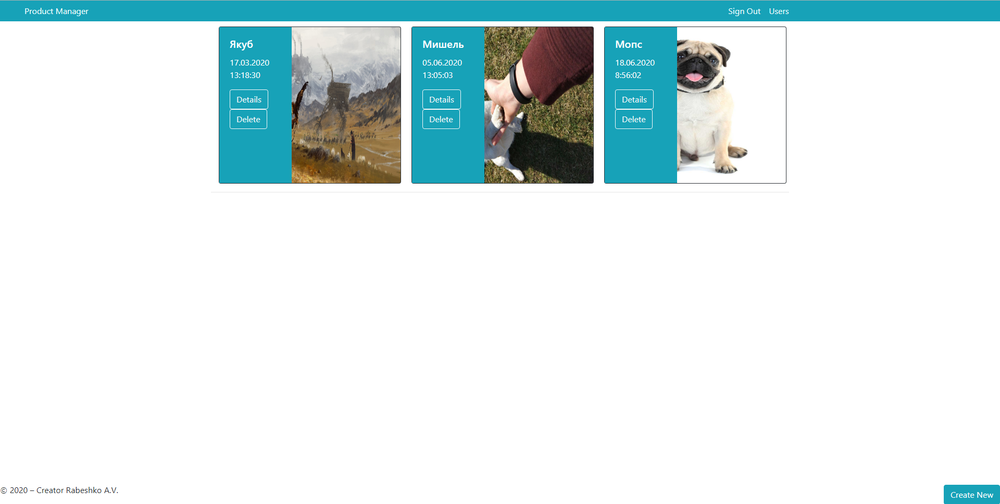 Product Manager
Sign Out Users
Якуб
17.03.2020
13:18:30
Details
Delete
Мишель
05.06.2020
13:05:03
Details
Delete
Мопс
18.06.2020
8:56:02
Details
Delete
© 2020 – Creator Rabeshko A.V.
Create New